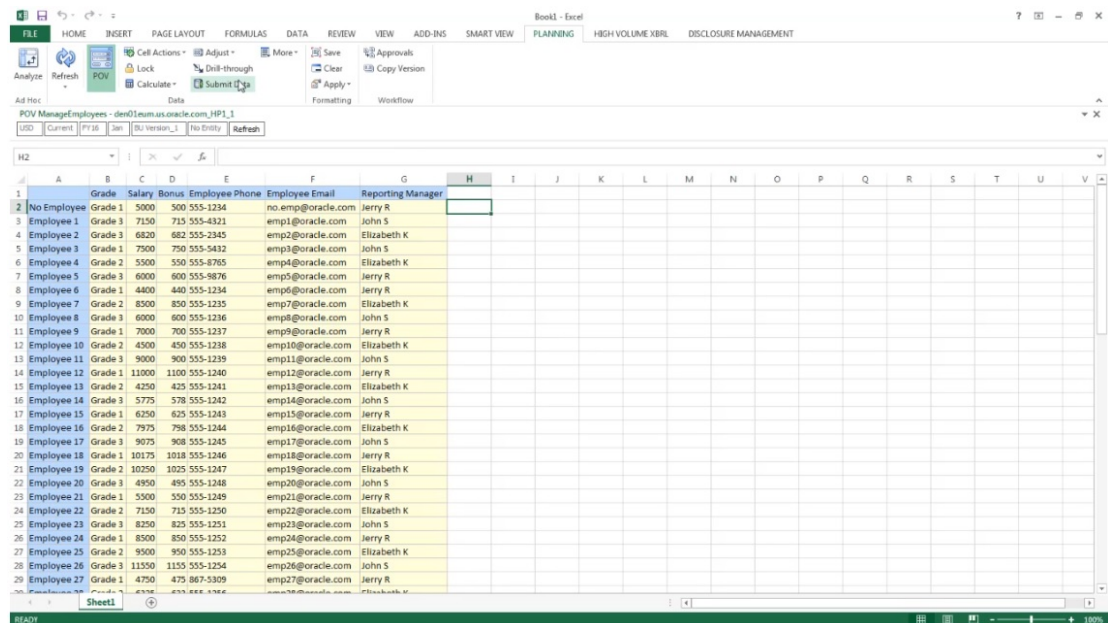 Book1 - Excel
FILE HOME INSERT PAGE LAYOUT FORMULAS DATA REVIEW VIEW ADD-INS SMART VIEW PLANNING HIGH VOLUME XBRL DISCLOSURE MANAGEMENT
Analyze Refresh POV
Cell Actions Adjust More Save Approvals
Lock Drill-through Clear Copy Version
Calculate Submit Data Apply
Ad Hoc Data Formatting Workflow
POV ManageEmployees - den01eum.us.oracle.com_HP1_1
USD Current FY16 Jan BU Version_1 No Entity Refresh
H2 fx
A B C D E F G H I J K L M N O P Q R S T U V
1 Grade Salary Bonus Employee Phone Employee Email Reporting Manager
2 No Employee Grade 1 5000 500 555-1234 no.emp@oracle.com Jerry R
3 Employee 1 Grade 3 7150 715 555-4321 emp1@oracle.com John S
4 Employee 2 Grade 3 6820 682 555-2345 emp2@oracle.com Elizabeth K
5 Employee 3 Grade 1 7500 750 555-5432 emp3@oracle.com John S
6 Employee 4 Grade 2 5500 550 555-8765 emp4@oracle.com Elizabeth K
7 Employee 5 Grade 3 6000 600 555-9876 emp5@oracle.com Jerry R
8 Employee 6 Grade 1 4400 440 555-1234 emp6@oracle.com Jerry R
9 Employee 7 Grade 2 8500 850 555-1235 emp7@oracle.com Elizabeth K
10 Employee 8 Grade 3 6000 600 555-1236 emp8@oracle.com John S
11 Employee 9 Grade 1 7000 700 555-1237 emp9@oracle.com Jerry R
12 Employee 10 Grade 2 4500 450 555-1238 emp10@oracle.com Elizabeth K
13 Employee 11 Grade 3 9000 900 555-1239 emp11@oracle.com John S
14 Employee 12 Grade 1 11000 1100 555-1240 emp12@oracle.com Jerry R
15 Employee 13 Grade 2 4250 425 555-1241 emp13@oracle.com Elizabeth K
16 Employee 14 Grade 3 5775 578 555-1242 emp14@oracle.com John S
17 Employee 15 Grade 1 6250 625 555-1243 emp15@oracle.com Jerry R
18 Employee 16 Grade 2 7975 798 555-1244 emp16@oracle.com Elizabeth K
19 Employee 17 Grade 3 9075 908 555-1245 emp17@oracle.com John S
20 Employee 18 Grade 1 10175 1018 555-1246 emp18@oracle.com Jerry R
21 Employee 19 Grade 2 10250 1025 555-1247 emp19@oracle.com Elizabeth K
22 Employee 20 Grade 3 4950 495 555-1248 emp20@oracle.com John S
23 Employee 21 Grade 1 5500 550 555-1249 emp21@oracle.com Jerry R
24 Employee 22 Grade 2 7150 715 555-1250 emp22@oracle.com Elizabeth K
25 Employee 23 Grade 3 8250 825 555-1251 emp23@oracle.com John S
26 Employee 24 Grade 1 8500 850 555-1252 emp24@oracle.com Jerry R
27 Employee 25 Grade 2 9500 950 555-1253 emp25@oracle.com Elizabeth K
28 Employee 26 Grade 3 11550 1155 555-1254 emp26@oracle.com John S
29 Employee 27 Grade 1 4750 475 867-5309 emp27@oracle.com Jerry R
Sheet1
READY 100%